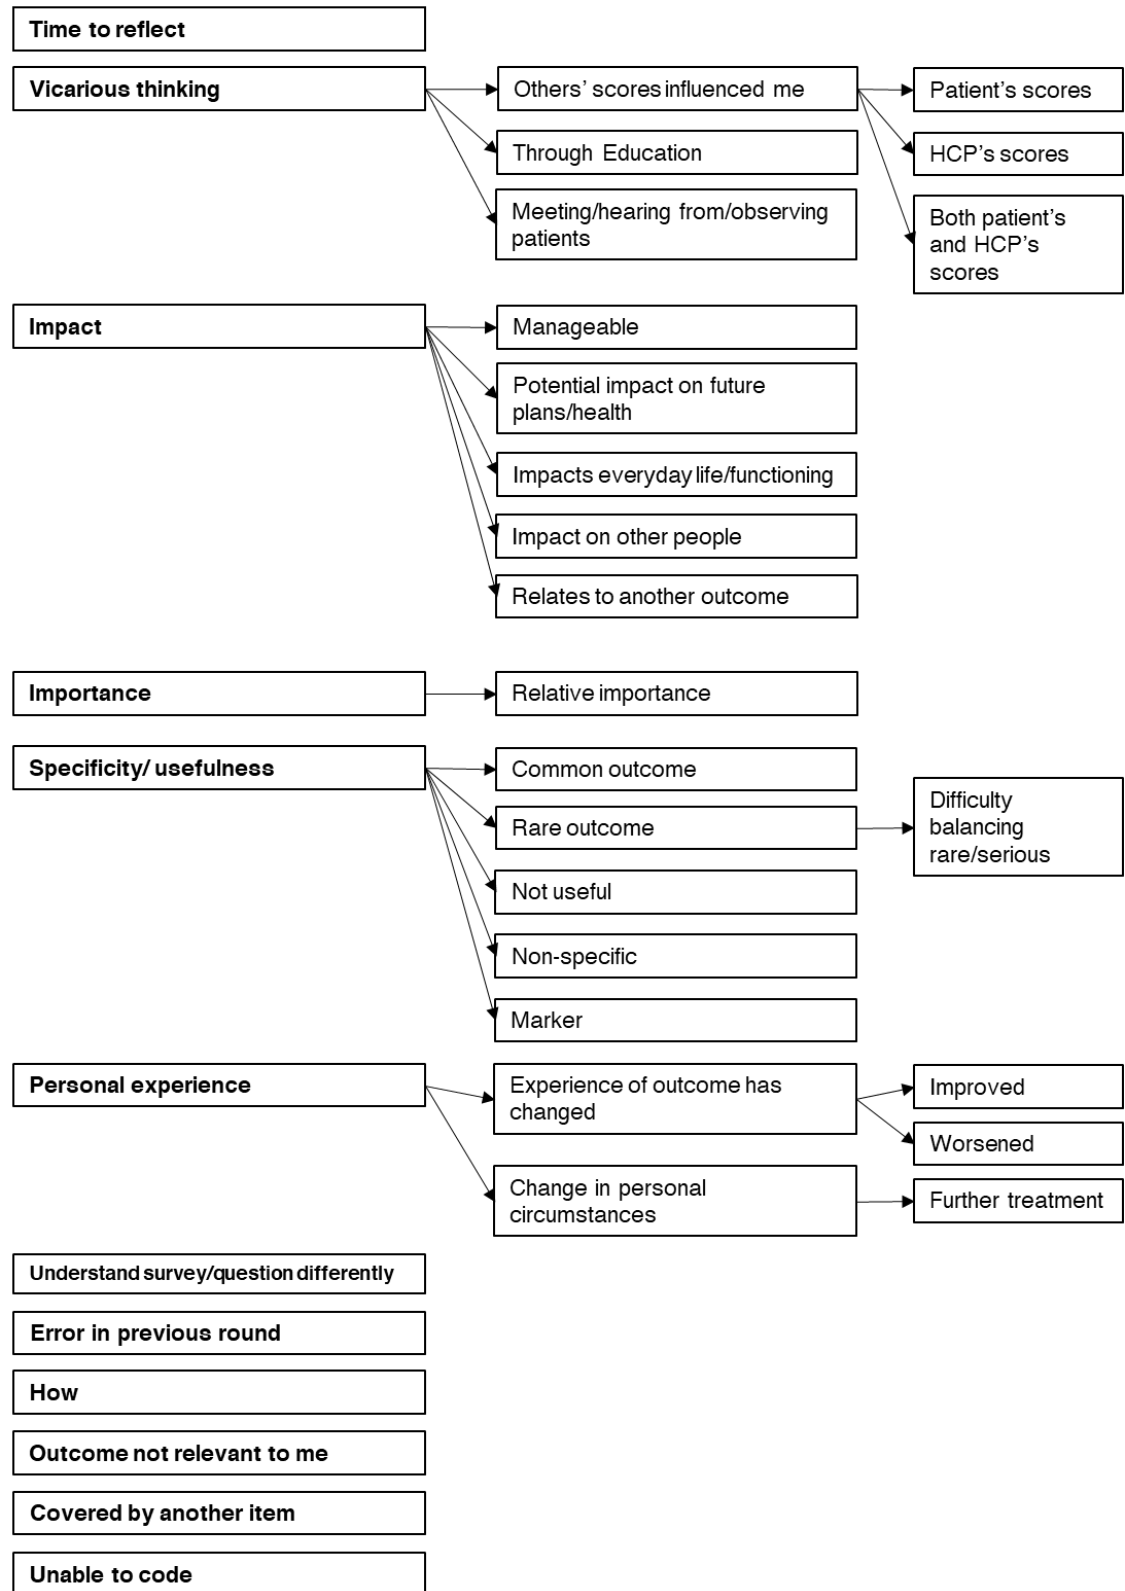 Time to reflect
Vicarious thinking
Others' scores influenced me
Patient's scores
Through Education
HCP's scores
Meeting/hearing from/observing
patients
Both patient's
and HCP's
scores
Impact
Manageable
Potential impact on future
plans/health
Impacts everyday life/functioning
Impact on other people
Relates to another outcome
Importance
Relative importance
Specificity/ usefulness
Common outcome
Rare outcome
Difficulty
balancing
rare/serious
Not useful
Non-specific
Marker
Personal experience
Experience of outcome has
changed
Improved
Worsened
Change in personal
circumstances
Further treatment
Understand survey/question differently
Error in previous round
How
Outcome not relevant to me
Covered by another item
Unable to code